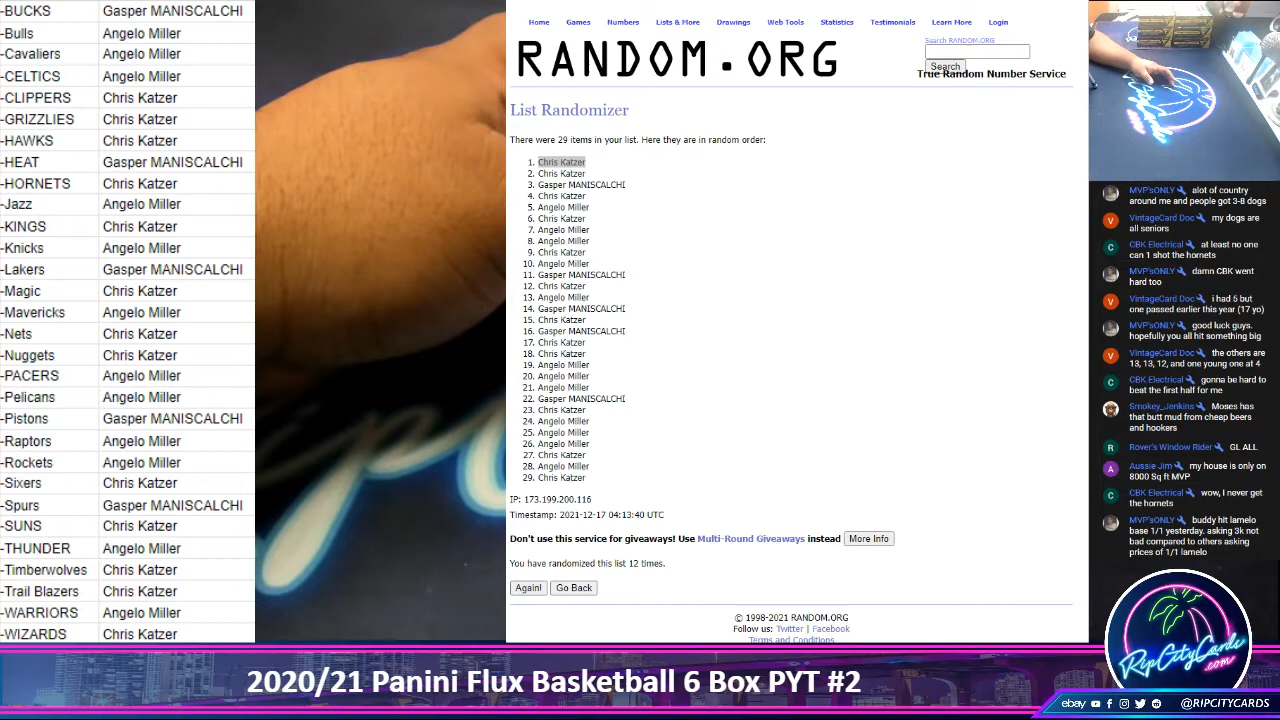 -BUCKS Gasper MANISCALCHI
-Bulls Angelo Miller
-Cavaliers Angelo Miller
-CELTICS Angelo Miller
-CLIPPERS Chris Katzer
-GRIZZLIES Chris Katzer
-HAWKS Chris Katzer
-HEAT Gasper MANISCALCHI
-HORNETS Chris Katzer
-Jazz Angelo Miller
-KINGS Chris Katzer
-Knicks Angelo Miller
-Lakers Gasper MANISCALCHI
-Magic Chris Katzer
-Mavericks Angelo Miller
-Nets Chris Katzer
-Nuggets Chris Katzer
-PACERS Angelo Miller
-Pelicans Angelo Miller
-Pistons Gasper MANISCALCHI
-Raptors Angelo Miller
-Rockets Angelo Miller
-Sixers Chris Katzer
-Spurs Gasper MANISCALCHI
-SUNS Chris Katzer
-THUNDER Angelo Miller
-Timberwolves Chris Katzer
-Trail Blazers Chris Katzer
-WARRIORS Angelo Miller
-WIZARDS Chris Katzer
Home Games Numbers Lists & More Drawings Web Tools Statistics Testimonials Learn More Login
RANDOM.ORG
Search RANDOM.ORG
Search
True Random Number Service
List Randomizer
There were 29 items in your list. Here they are in random order:
1. Chris Katzer
2. Chris Katzer
3. Gasper MANISCALCHI
4. Chris Katzer
5. Angelo Miller
6. Chris Katzer
7. Angelo Miller
8. Angelo Miller
9. Chris Katzer
10. Angelo Miller
11. Gasper MANISCALCHI
12. Chris Katzer
13. Angelo Miller
14. Gasper MANISCALCHI
15. Chris Katzer
16. Gasper MANISCALCHI
17. Chris Katzer
18. Chris Katzer
19. Angelo Miller
20. Angelo Miller
21. Angelo Miller
22. Gasper MANISCALCHI
23. Chris Katzer
24. Angelo Miller
25. Angelo Miller
26. Angelo Miller
27. Chris Katzer
28. Angelo Miller
29. Chris Katzer
IP: 173.199.200.116
Timestamp: 2021-12-17 04:13:40 UTC
Don't use this service for giveaways! Use Multi-Round Giveaways instead More Info
You have randomized this list 12 times.
Again! Go Back
© 1998-2021 RANDOM.ORG
Follow us: Twitter | Facebook
Terms and Conditions
MVP'sONLY alot of country
around me and people got 3-8 dogs
VintageCard Doc my dogs are
all seniors
CBK Electrical at least no one
can 1 shot the hornets
MVP'sONLY damn CBK went
hard too
VintageCard Doc i had 5 but
one passed earlier this year (17 yo)
MVP'sONLY good luck guys.
hopefully you all hit something big
VintageCard Doc the others are
13, 13, 12, and one young one at 4
CBK Electrical gonna be hard to
beat the first half for me
Smokey_Jenkins Moses has
that butt mud from cheap beers
and hookers
R Rover's Window Rider GL ALL
A Aussie Jim my house is only on
8000 Sq ft MVP
CBK Electrical wow, I never get
the hornets
MVP'sONLY buddy hit lamelo
base 1/1 yesterday. asking 5k not
bad compared to others asking
prices of 1/1 lamelo
RipCityCards
.com
2020/21 Panini Flux Basketball 6 Box PYT #2
ebay @RIPCITYCARDS